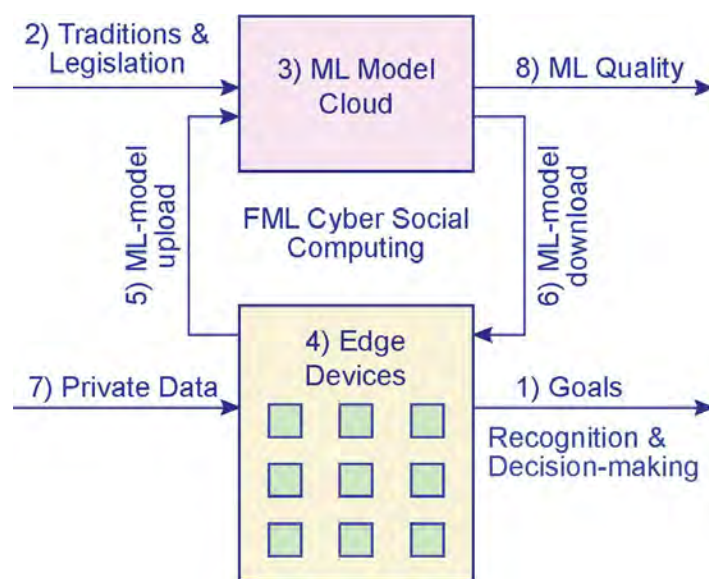 2) Traditions &
Legislation
3) ML Model
Cloud
8) ML Quality
5) ML-model
upload
FML Cyber Social
Computing
6) ML-model
download
4) Edge
Devices
7) Private Data
1) Goals
Recognition &
Decision-making